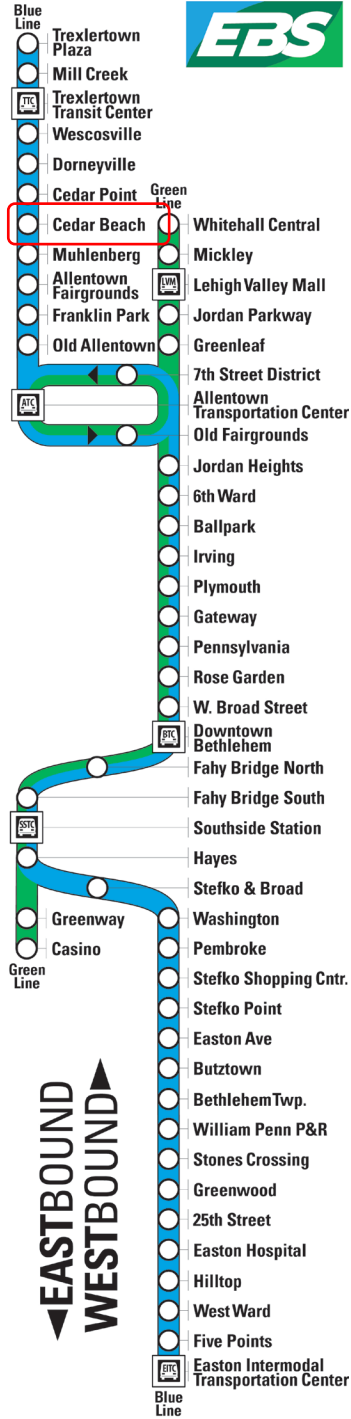 EBS
Blue
Line
Trexlertown
Plaza
Mill Creek
TTC
Trexlertown
Transit Center
Wescosville
Dorneyville
Cedar Point
Cedar Beach
Muhlenberg
Allentown
Fairgrounds
Franklin Park
Old Allentown
Green
Line
Whitehall Central
Mickley
LVM
Lehigh Valley Mall
Jordan Parkway
Greenleaf
7th Street District
ATC
Allentown
Transportation Center
Old Fairgrounds
Jordan Heights
6th Ward
Ballpark
Irving
Plymouth
Gateway
Pennsylvania
Rose Garden
W. Broad Street
BTC
Downtown
Bethlehem
Fahy Bridge North
Fahy Bridge South
SSTC
Southside Station
Hayes
Stefko & Broad
Greenway
Casino
Green
Line
Washington
Pembroke
Stefko Shopping Cntr.
Stefko Point
Easton Ave
Butztown
Bethlehem Twp.
William Penn P&R
Stones Crossing
Greenwood
25th Street
Easton Hospital
Hilltop
West Ward
Five Points
EITC
Easton Intermodal
Transportation Center
Blue
Line
EASTBOUND
WESTBOUND